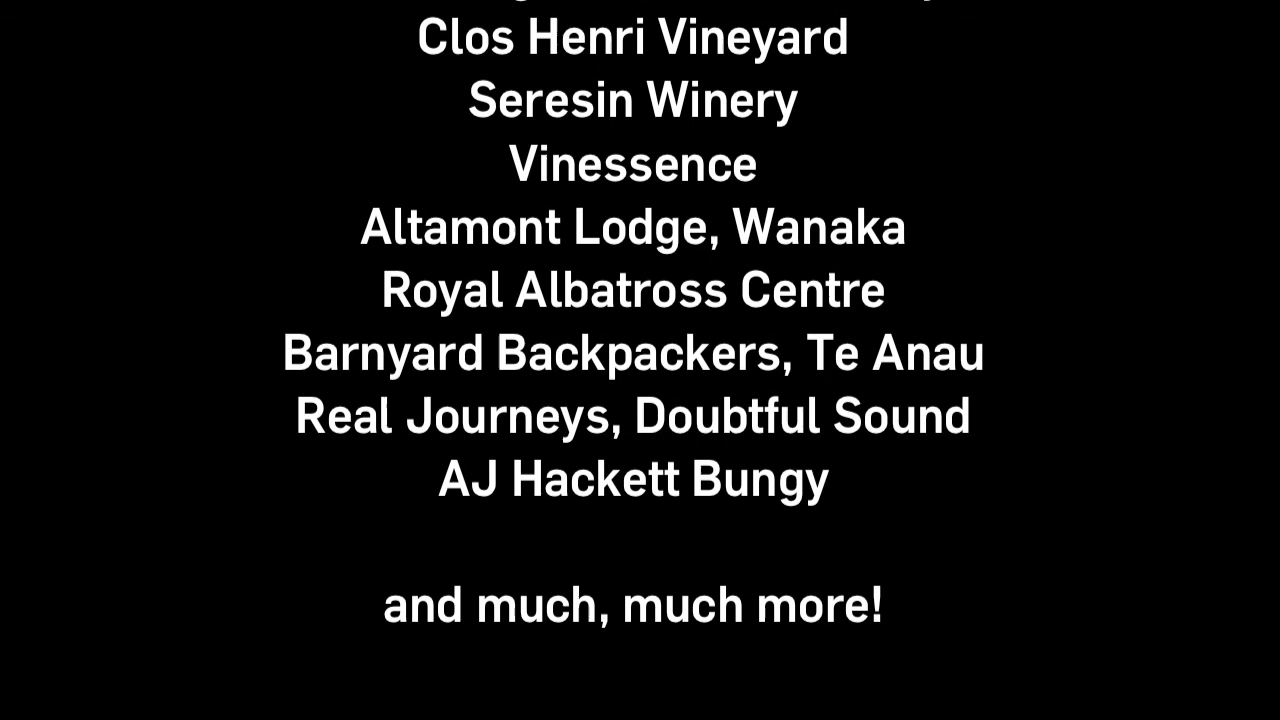 Clos Henri Vineyard
Seresin Winery
Vinessence
Altamont Lodge, Wanaka
Royal Albatross Centre
Barnyard Backpackers, Te Anau
Real Journeys, Doubtful Sound
AJ Hackett Bungy
and much, much more!